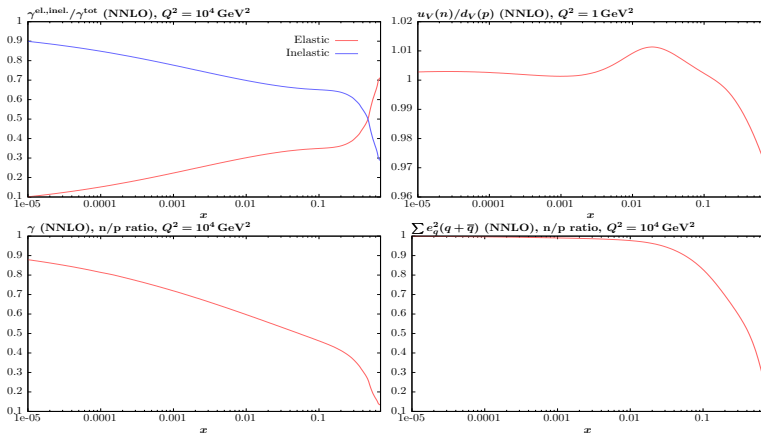 γ^{el.,inel.}/γ^{tot} (NNLO), Q² = 10⁴ GeV²
1
0.9
0.8
0.7
0.6
0.5
0.4
0.3
0.2
0.1
Elastic
Inelastic
1e-05 0.0001 0.001 0.01 0.1
x
u_V(n)/d_V(p) (NNLO), Q² = 1 GeV²
1.02
1.01
1
0.99
0.98
0.97
0.96
1e-05 0.0001 0.001 0.01 0.1
x
γ (NNLO), n/p ratio, Q² = 10⁴ GeV²
1
0.9
0.8
0.7
0.6
0.5
0.4
0.3
0.2
0.1
1e-05 0.0001 0.001 0.01 0.1
x
∑ e_q²(q + q̅) (NNLO), n/p ratio, Q² = 10⁴ GeV²
1
0.9
0.8
0.7
0.6
0.5
0.4
0.3
0.2
0.1
1e-05 0.0001 0.001 0.01 0.1
x